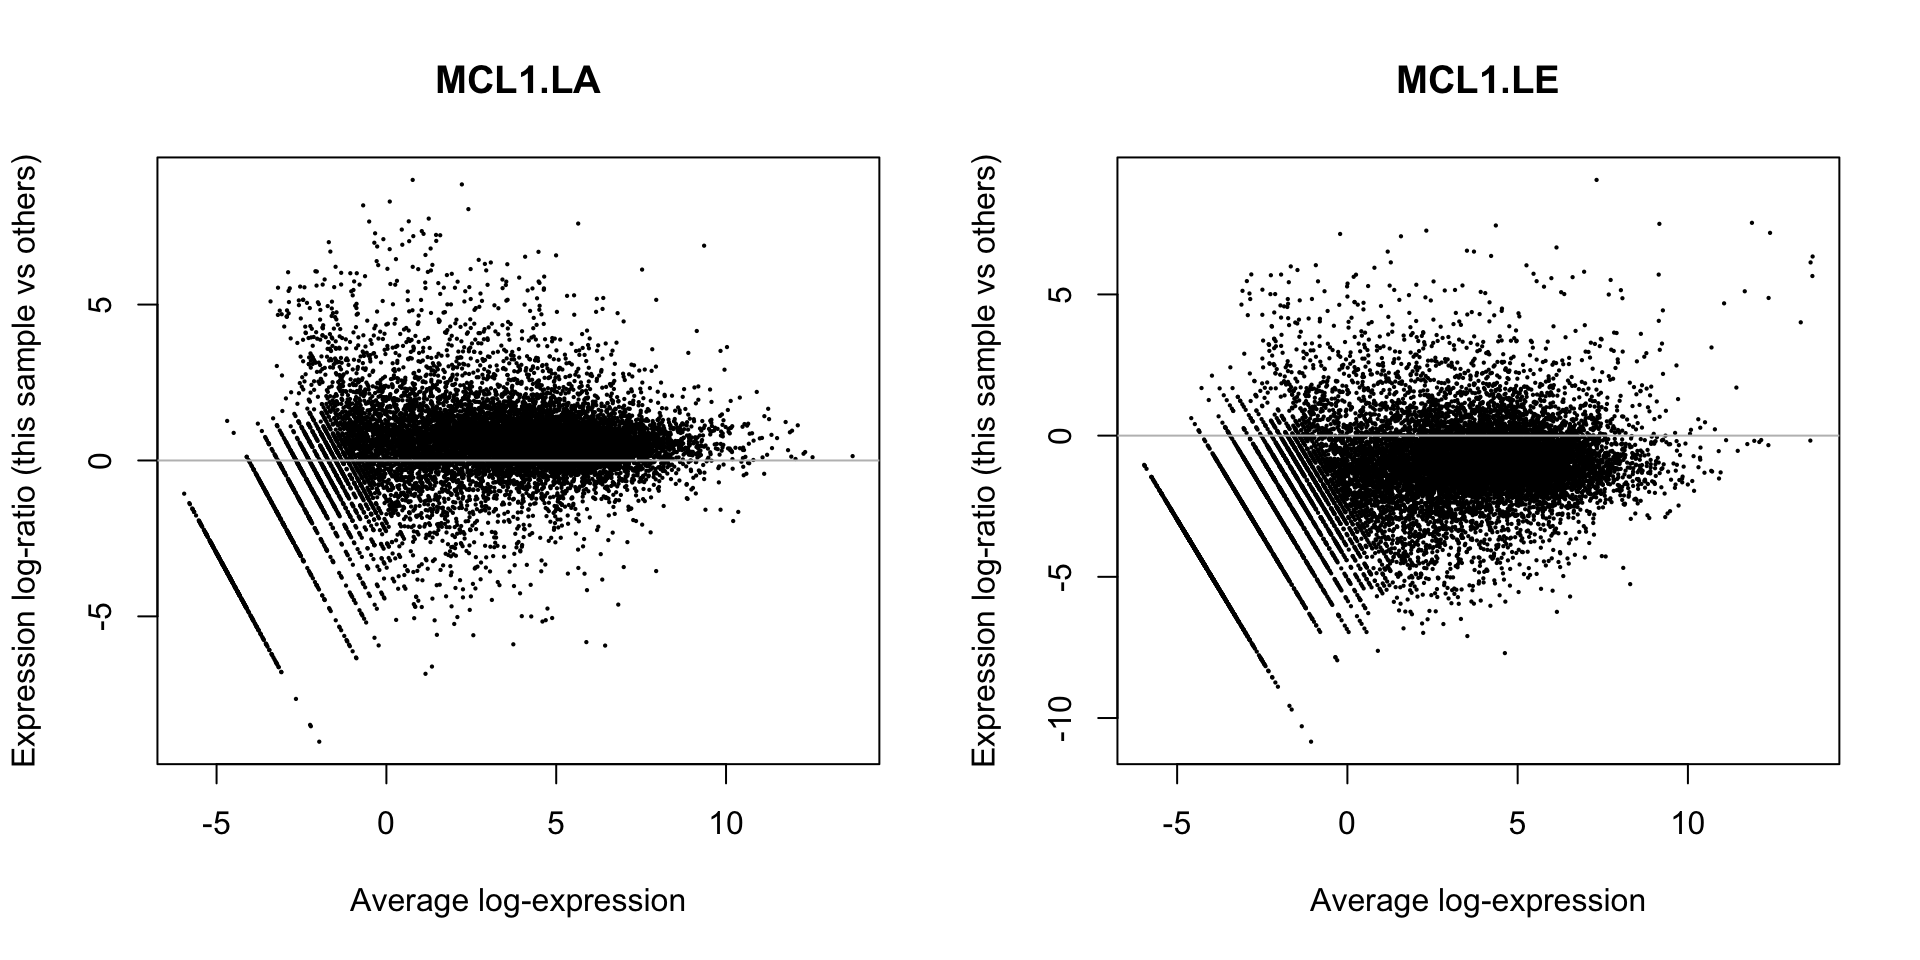 MCL1.LA
Expression log-ratio (this sample vs others)
5
0
-5
-5 0 5 10
Average log-expression
MCL1.LE
Expression log-ratio (this sample vs others)
5
0
-5
-10
-5 0 5 10
Average log-expression